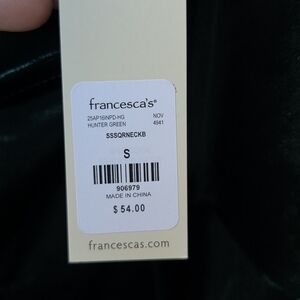 francesca's®
25AP16INPD-HG NOV
HUNTER GREEN 4941
SSSQRNECKB
S
906979
MADE IN CHINA
$54.00
francescas.com